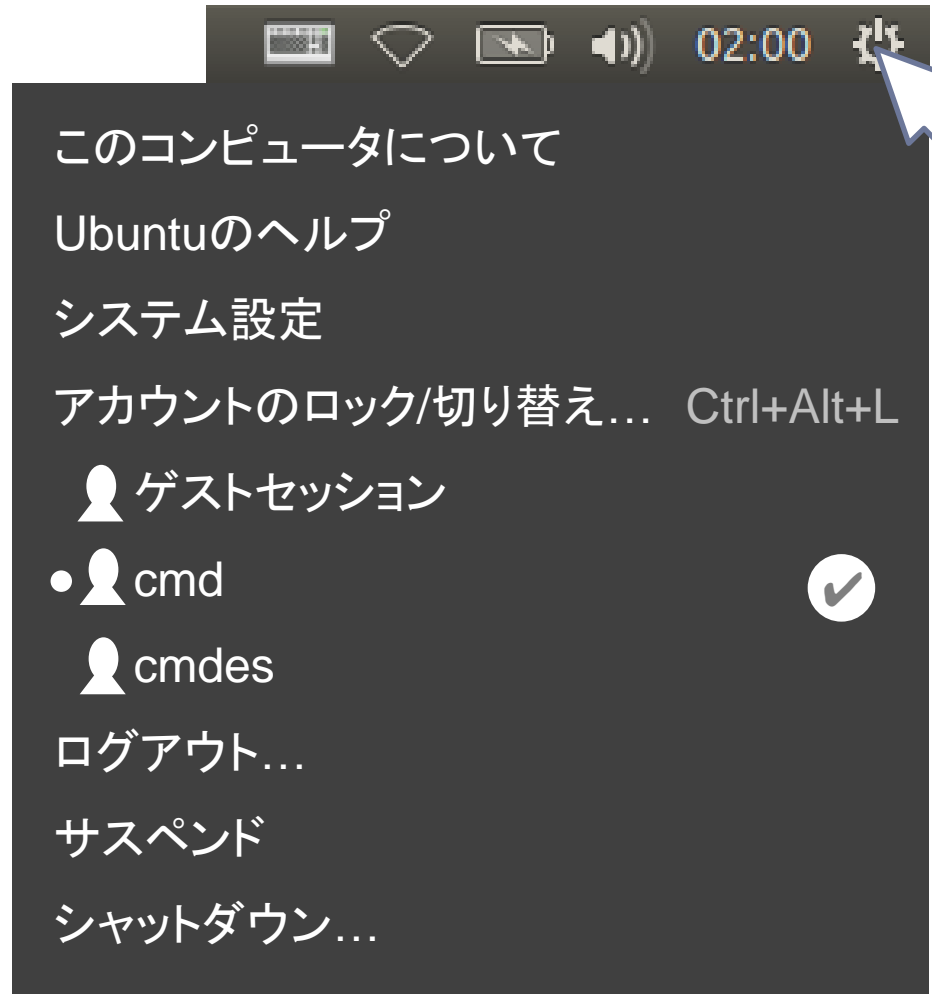 02:00
このコンピュータについて
Ubuntuのヘルプ
システム設定
アカウントのロック/切り替え… Ctrl+Alt+L
ゲストセッション
cmd
cmdes
ログアウト…
サスペンド
シャットダウン…